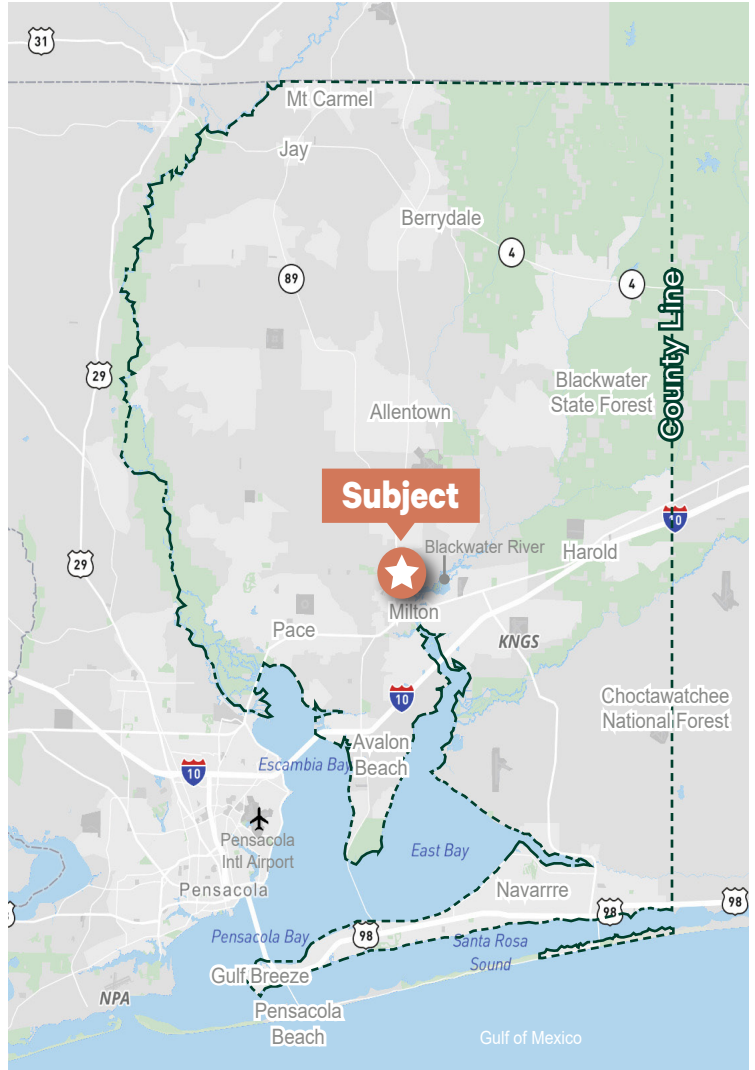 31
Mt Carmel
Jay
Berrydale
4
89
4
County Line
29
Blackwater
State Forest
Allentown
Subject
10
Blackwater River
Harold
29
Milton
Pace
KNGS
Choctawatchee
National Forest
10
Avalon
Beach
Escambia Bay
10
Pensacola
Intl Airport
East Bay
Pensacola
Navarrre
98
98
Pensacola Bay
98
Santa Rosa
Sound
Gulf Breeze
NPA
Pensacola
Beach
Gulf of Mexico